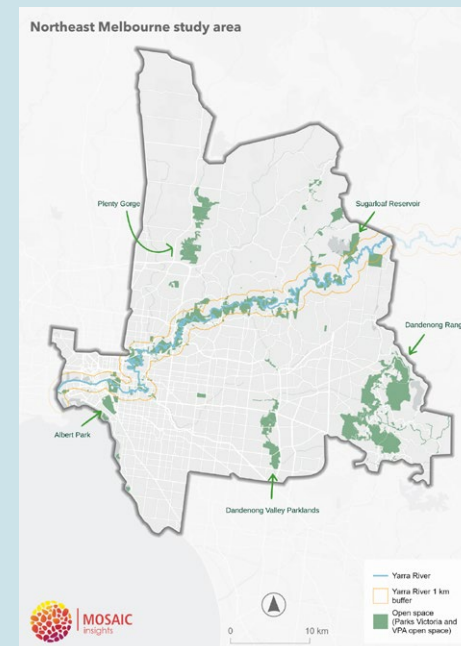 Northeast Melbourne study area
Plenty Gorge
Sugarloaf Reservoir
Dandenong Rang
Albert Park
Dandenong Valley Parklands
Yarra River
Yarra River 1 km
buffer
Open space
(Parks Victoria and
VPA open space)
MOSAIC
insights
0 10 km